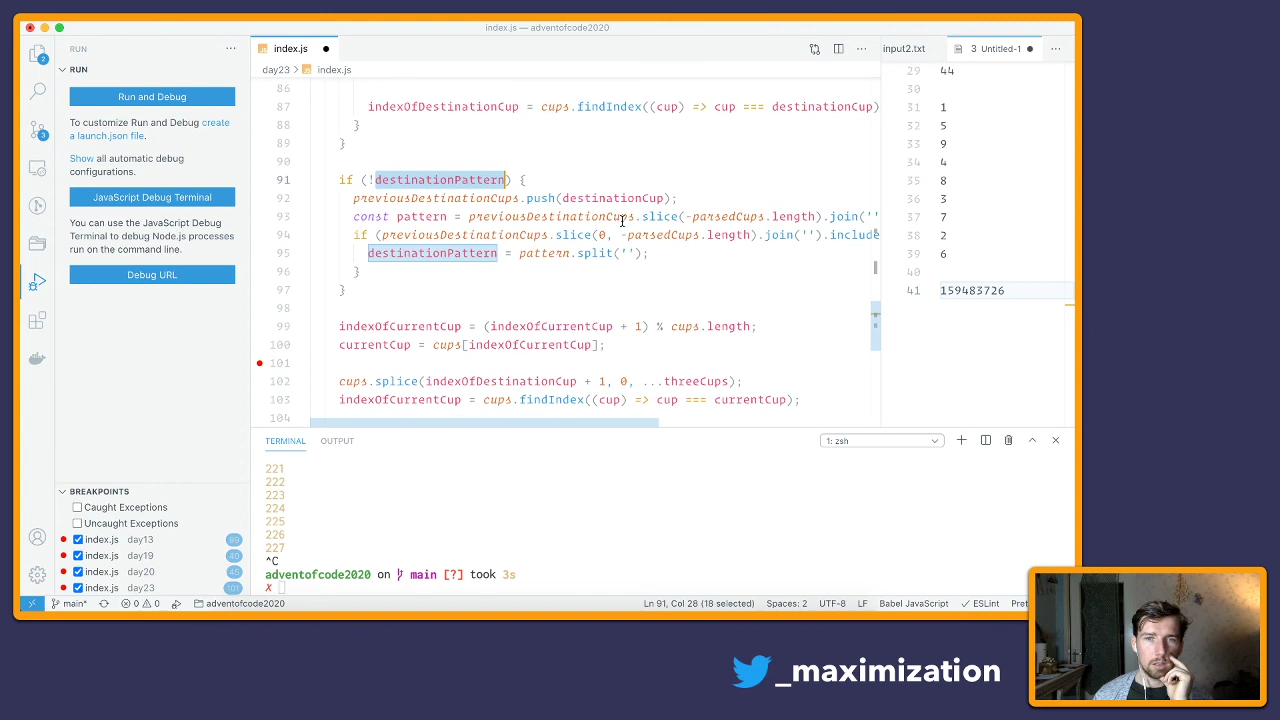 index.js — adventofcode2020
RUN
RUN
Run and Debug
To customize Run and Debug create
a launch.json file.
Show all automatic debug
configurations.
JavaScript Debug Terminal
You can use the JavaScript Debug
Terminal to debug Node.js processes
run on the command line.
Debug URL
BREAKPOINTS
Caught Exceptions
Uncaught Exceptions
index.js day13 99
index.js day19 40
index.js day20 45
index.js day23 101
index.js
day23 > index.js
86
87 indexOfDestinationCup = cups.findIndex((cup) => cup === destinationCup)
88 }
89 }
90
91 if (!destinationPattern) {
92 previousDestinationCups.push(destinationCup);
93 const pattern = previousDestinationCups.slice(-parsedCups.length).join(''
94 if (previousDestinationCups.slice(0, -parsedCups.length).join('').include
95 destinationPattern = pattern.split('');
96 }
97 }
98
99 indexOfCurrentCup = (indexOfCurrentCup + 1) % cups.length;
100 currentCup = cups[indexOfCurrentCup];
101
102 cups.splice(indexOfDestinationCup + 1, 0, ...threeCups);
103 indexOfCurrentCup = cups.findIndex((cup) => cup === currentCup);
104
input2.txt 3 Untitled-1
29 44
30
31 1
32 5
33 9
34 4
35 8
36 3
37 7
38 2
39 6
40
41 159483726
TERMINAL OUTPUT
1: zsh
221
222
223
224
225
226
227
^C
adventofcode2020 on main [?] took 3s
x
main* 0 0 adventofcode2020
Ln 91, Col 28 (18 selected) Spaces: 2 UTF-8 LF Babel JavaScript ESLint Pret
_maximization